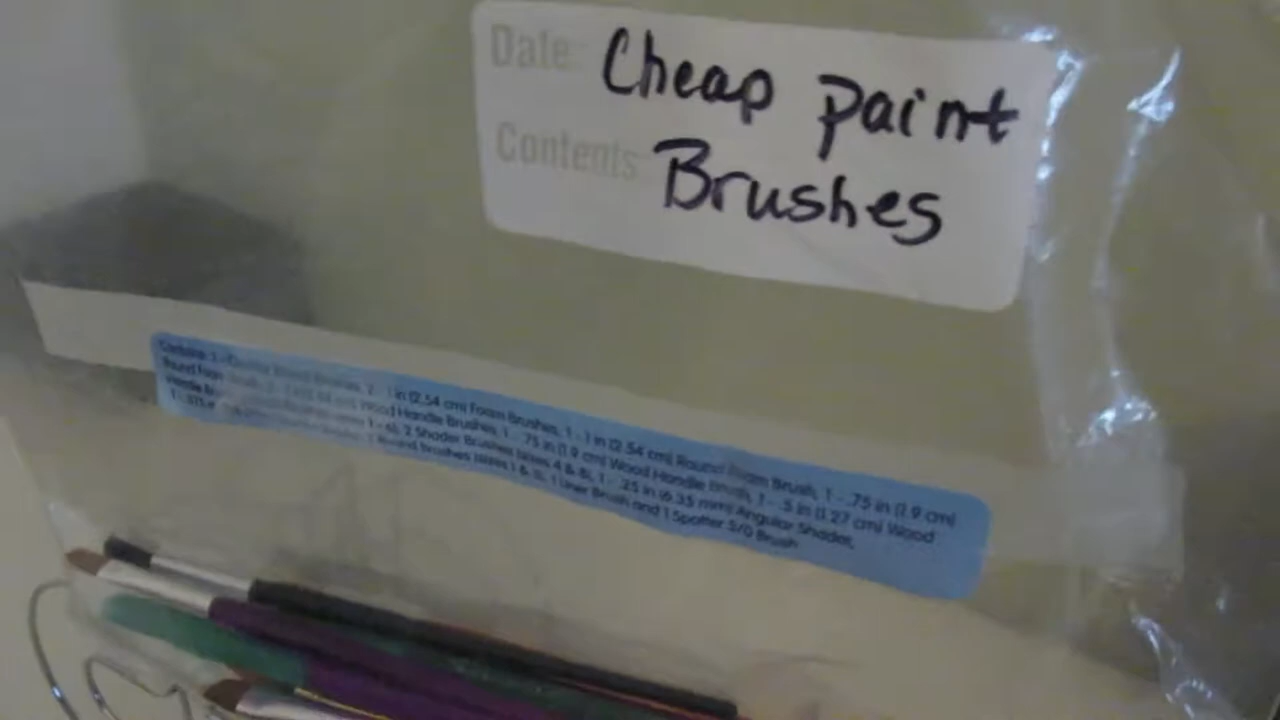 Date: Cheap paint
Contents Brushes
2 - 1 in (2.54 cm) Foam Brushes, 1 - 1 in (2.54 cm) Round Foam Brush, 1 - .75 in (1.9 cm)
Round Foam Wood Handle Brushes, 1 - .75 in (1.9 cm) Wood Handle Brush, 1 - .5 in (1.27 cm) Wood
2 Shader Brushes (sizes 4 & 8), 1 - .25 in (6.35 mm) Angular Shader,
Round Brushes 1 Liner Brush and 1 Spotter 5/0 Brush